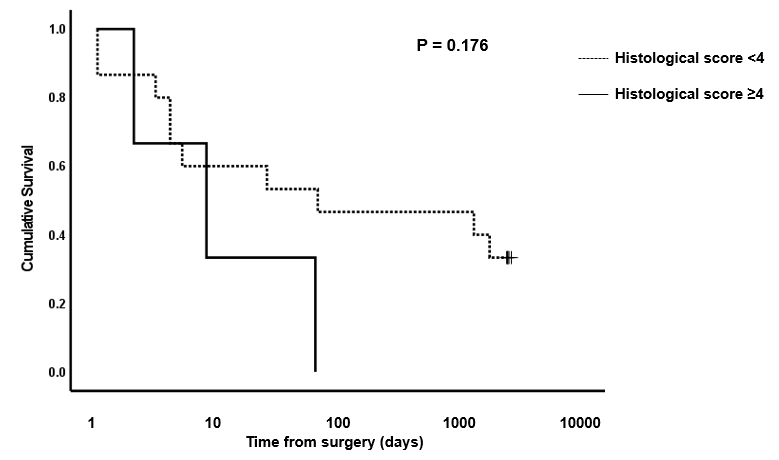 P = 0.176
Histological score <4
Histological score ≥4
Cumulative Survival
1.0
0.8
0.6
0.4
0.2
0.0
1 10 100 1000 10000
Time from surgery (days)